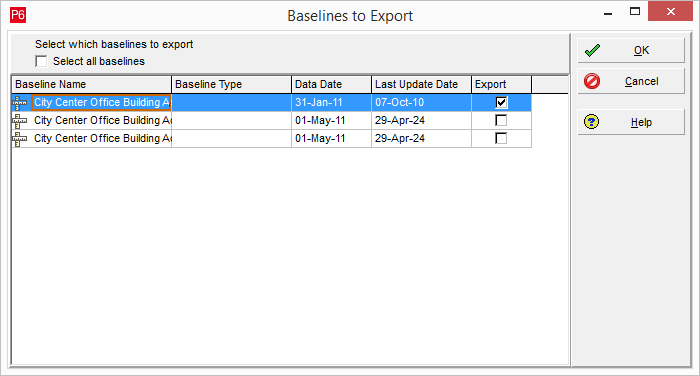 P6 Baselines to Export
Select which baselines to export
Select all baselines
Baseline Name Baseline Type Data Date Last Update Date Export
City Center Office Building A 31-Jan-11 07-Oct-10
City Center Office Building Ad 01-May-11 29-Apr-24
City Center Office Building Ad 01-May-11 29-Apr-24
OK
Cancel
? Help